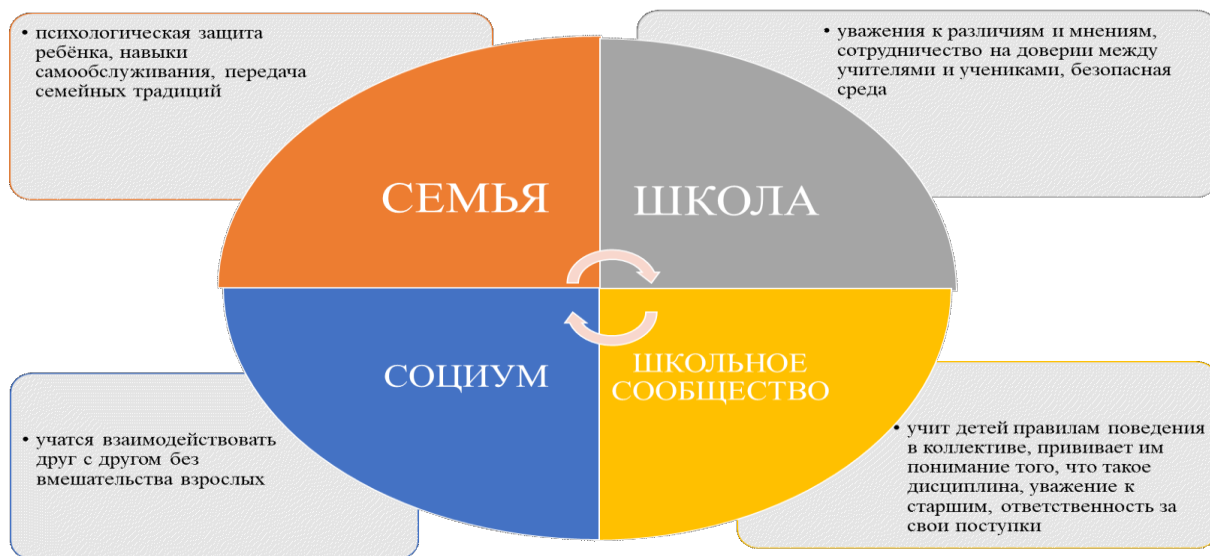 • психологическая защита
ребёнка, навыки
самообслуживания, передача
семейных традиций
• уважения к различиям и мнениям,
сотрудничество на доверии между
учителями и учениками, безопасная
среда
СЕМЬЯ
ШКОЛА
СОЦИУМ
ШКОЛЬНОЕ
СООБЩЕСТВО
• учатся взаимодействовать
друг с другом без
вмешательства взрослых
• учит детей правилам поведения
в коллективе, прививает им
понимание того, что такое
дисциплина, уважение к
старшим, ответственность за
свои поступки